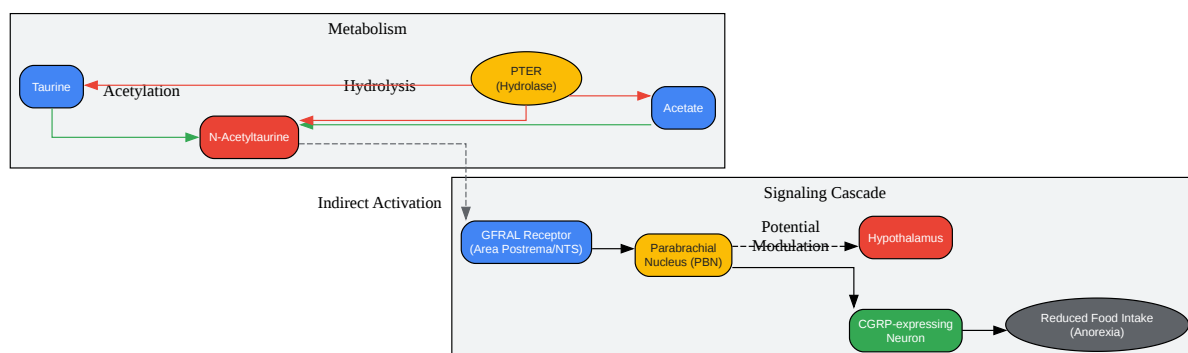 Metabolism
Taurine
Acetylation
Hydrolysis
PTER
(Hydrolase)
Acetate
N-Acetyltaurine
Indirect Activation
Signaling Cascade
GFRAL Receptor
(Area Postrema/NTS)
Parabrachial
Nucleus (PBN)
Potential
Modulation
Hypothalamus
CGRP-expressing
Neuron
Reduced Food Intake
(Anorexia)